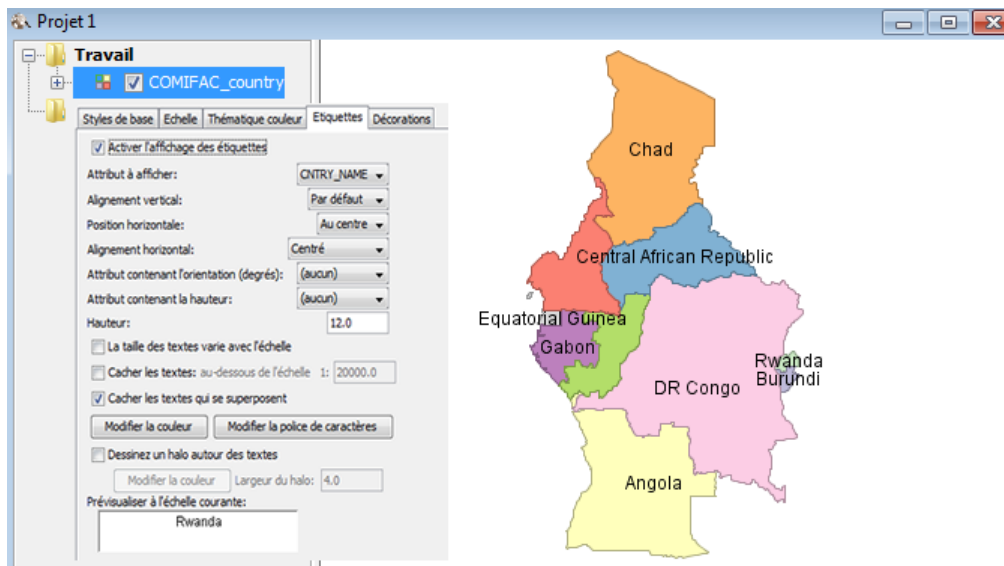 Projet 1
Travail
COMIFAC_country
Styles de base Echelle Thématique couleur Etiquettes Décorations
Activer l'affichage des étiquettes
Attribut à afficher: CNTRY_NAME
Alignement vertical: Par défaut
Position horizontale: Au centre
Alignement horizontal: Centré
Attribut contenant l'orientation (degrés): (aucun)
Attribut contenant la hauteur: (aucun)
Hauteur: 12.0
La taille des textes varie avec l'échelle
Cacher les textes: au-dessous de l'échelle 1: 20000.0
Cacher les textes qui se superposent
Modifier la couleur Modifier la police de caractères
Dessinez un halo autour des textes
Modifier la couleur Largeur du halo: 4.0
Prévisualiser à l'échelle courante:
Rwanda
Chad
Central African Republic
Equatorial Guinea
Gabon
Rwanda
Burundi
DR Congo
Angola